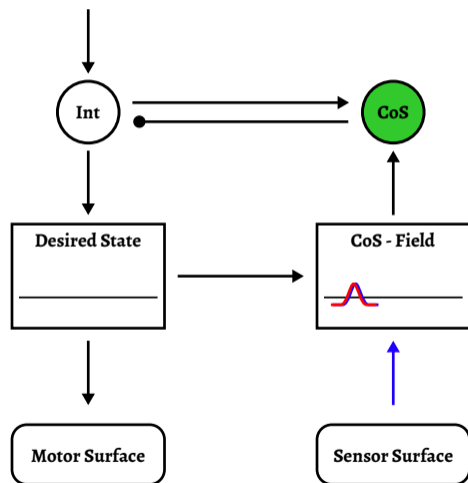 Int
CoS
Desired State
CoS - Field
Motor Surface
Sensor Surface